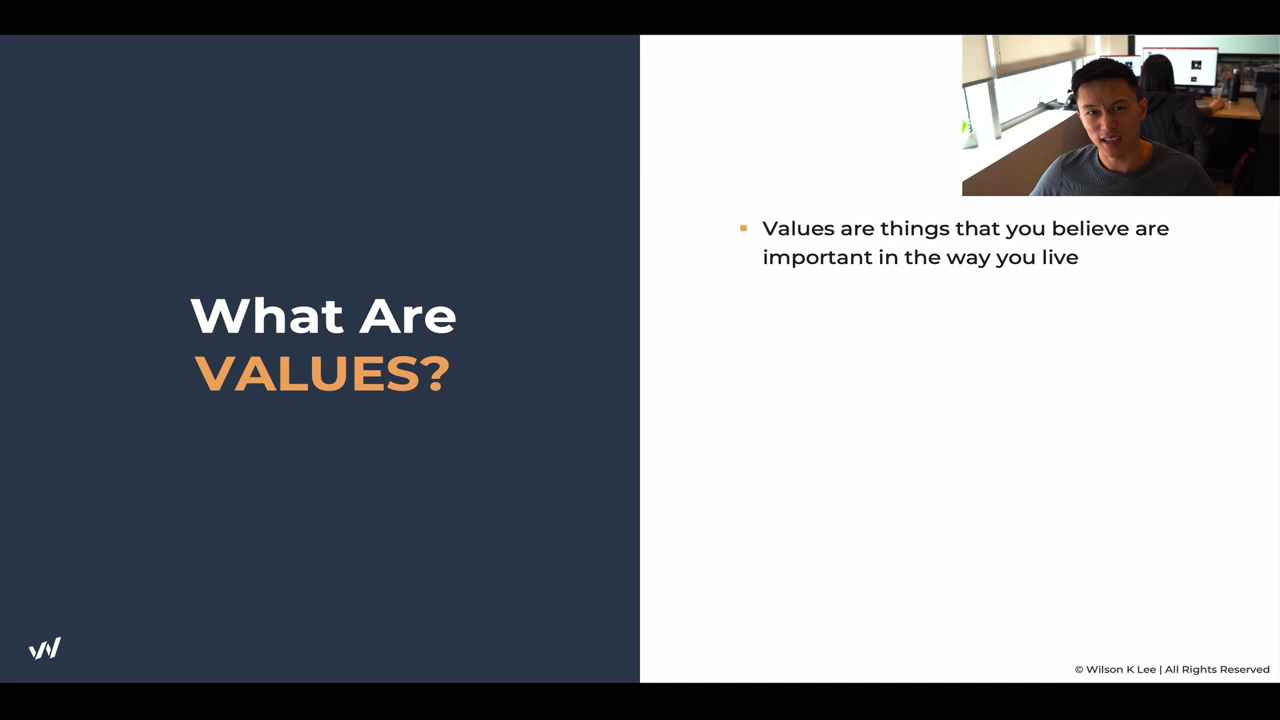 What Are
VALUES?
Values are things that you believe are
important in the way you live
© Wilson K Lee | All Rights Reserved